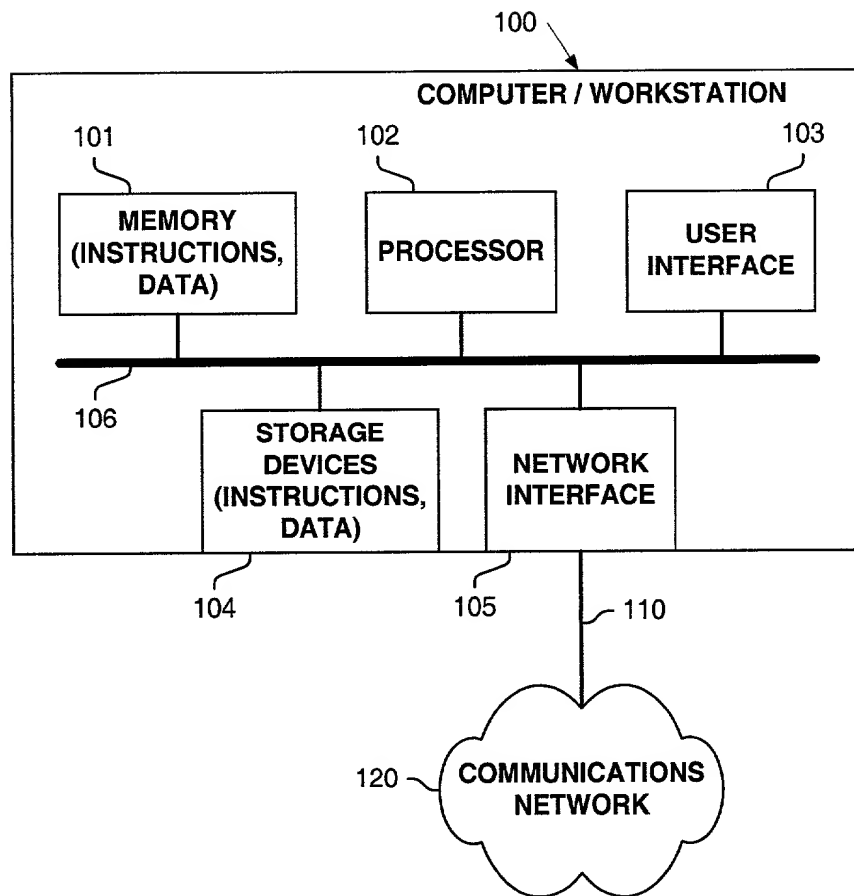 100
COMPUTER / WORKSTATION
101
102
103
MEMORY
(INSTRUCTIONS,
DATA)
PROCESSOR
USER
INTERFACE
106
STORAGE
DEVICES
(INSTRUCTIONS,
DATA)
NETWORK
INTERFACE
104
105
110
120
COMMUNICATIONS
NETWORK